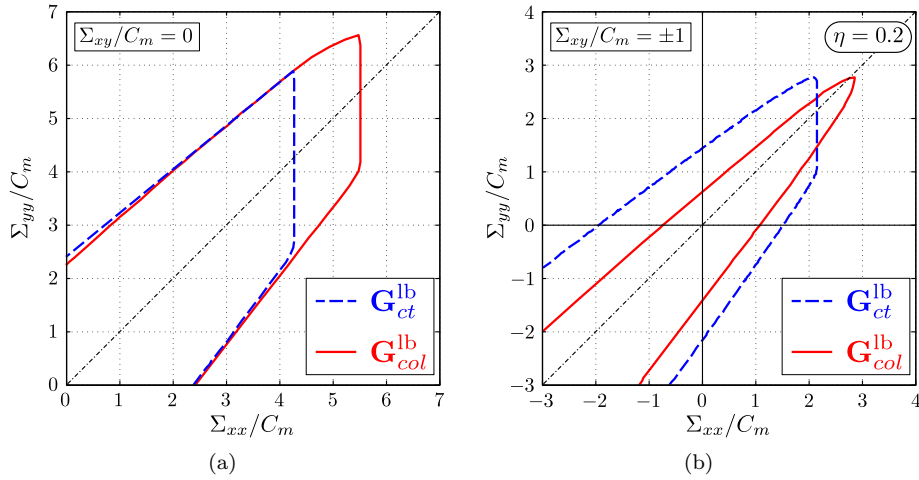 Σxx/Cm
Σyy/Cm
Σxy/Cm = 0
0 1 2 3 4 5 6 7
0 1 2 3 4 5 6 7
G^lb_ct
G^lb_col
(a)
Σxx/Cm
Σyy/Cm
Σxy/Cm = ±1
η = 0.2
−3 −2 −1 0 1 2 3 4
−3 −2 −1 0 1 2 3 4
G^lb_ct
G^lb_col
(b)